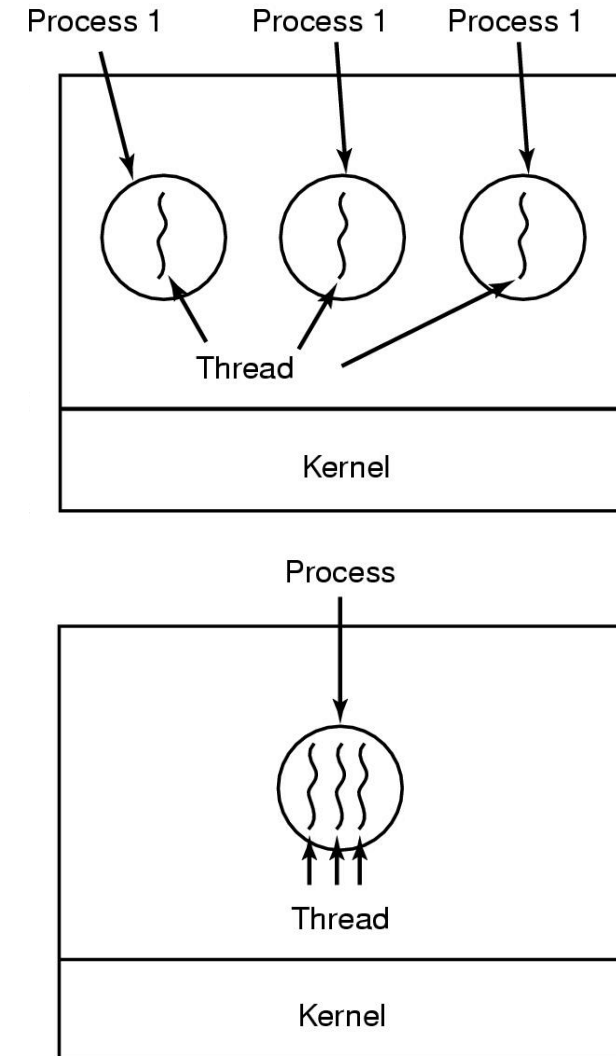 Process 1 Process 1 Process 1
Thread
Kernel
Process
Thread
Kernel